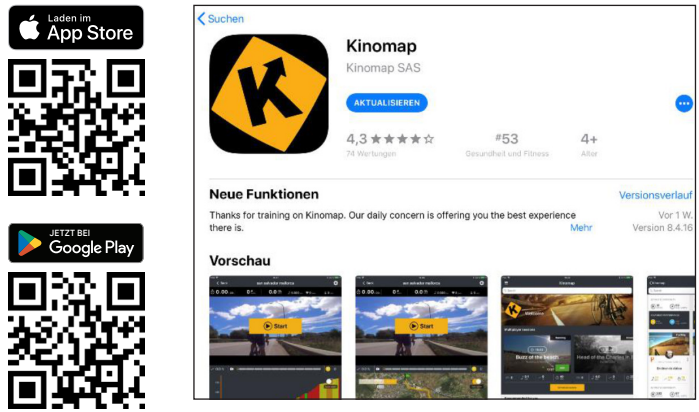 Laden im
App Store
JETZT BEI
Google Play
Suchen
Kinomap
Kinomap SAS
AKTUALISIEREN
4,3 ★★★★☆
74 Wertungen
#53
Gesundheit und Fitness
4+
Alter
Neue Funktionen
Versionsverlauf
Thanks for training on Kinomap. Our daily concern is offering you the best experience
there is.
Mehr
Vor 1 W.
Version 8.4.16
Vorschau
Start
Start
Kinomap